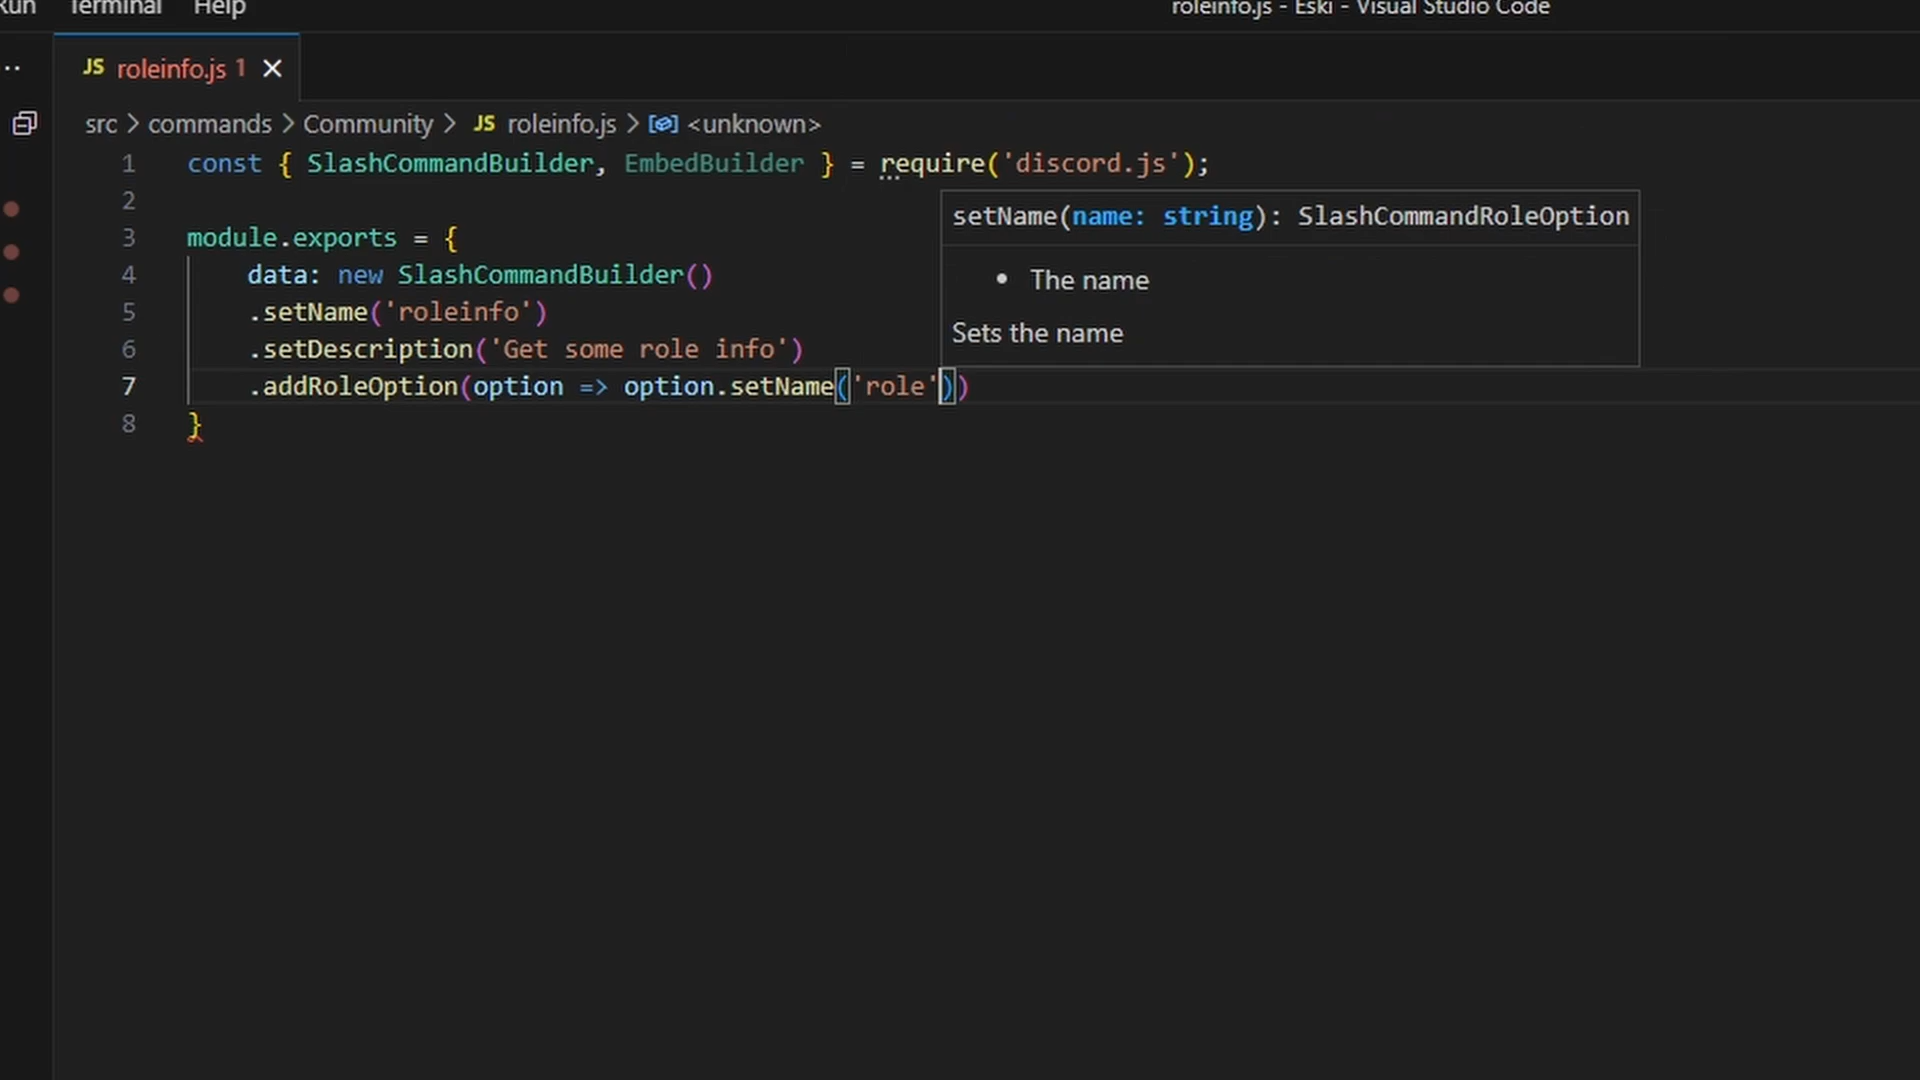 Run Terminal Help roleinfo.js - Eski - Visual Studio Code
JS roleinfo.js 1
src > commands > Community > JS roleinfo.js > <unknown>
1 const { SlashCommandBuilder, EmbedBuilder } = require('discord.js');
2
setName(name: string): SlashCommandRoleOption
3 module.exports = {
4 data: new SlashCommandBuilder()
• The name
5 .setName('roleinfo')
Sets the name
6 .setDescription('Get some role info')
7 .addRoleOption(option => option.setName('role'))
8 }